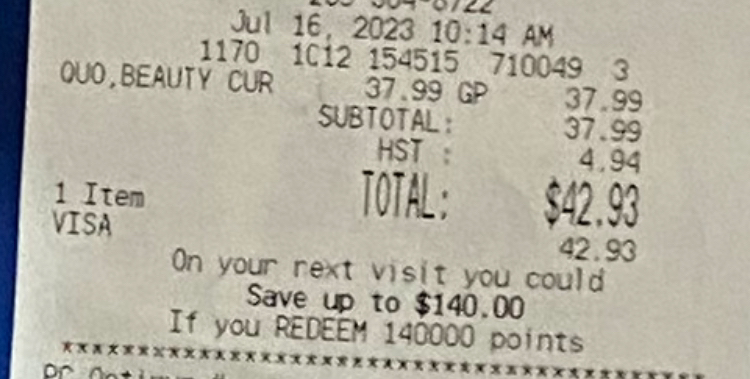 Jul 16, 2023 10:14 AM
1170 1C12 154515 710049 3
QUO,BEAUTY CUR 37.99 GP 37.99
SUBTOTAL: 37.99
HST : 4.94
TOTAL: $42.93
1 Item
VISA 42.93
On your next visit you could
Save up to $140.00
If you REDEEM 140000 points
*******************************************